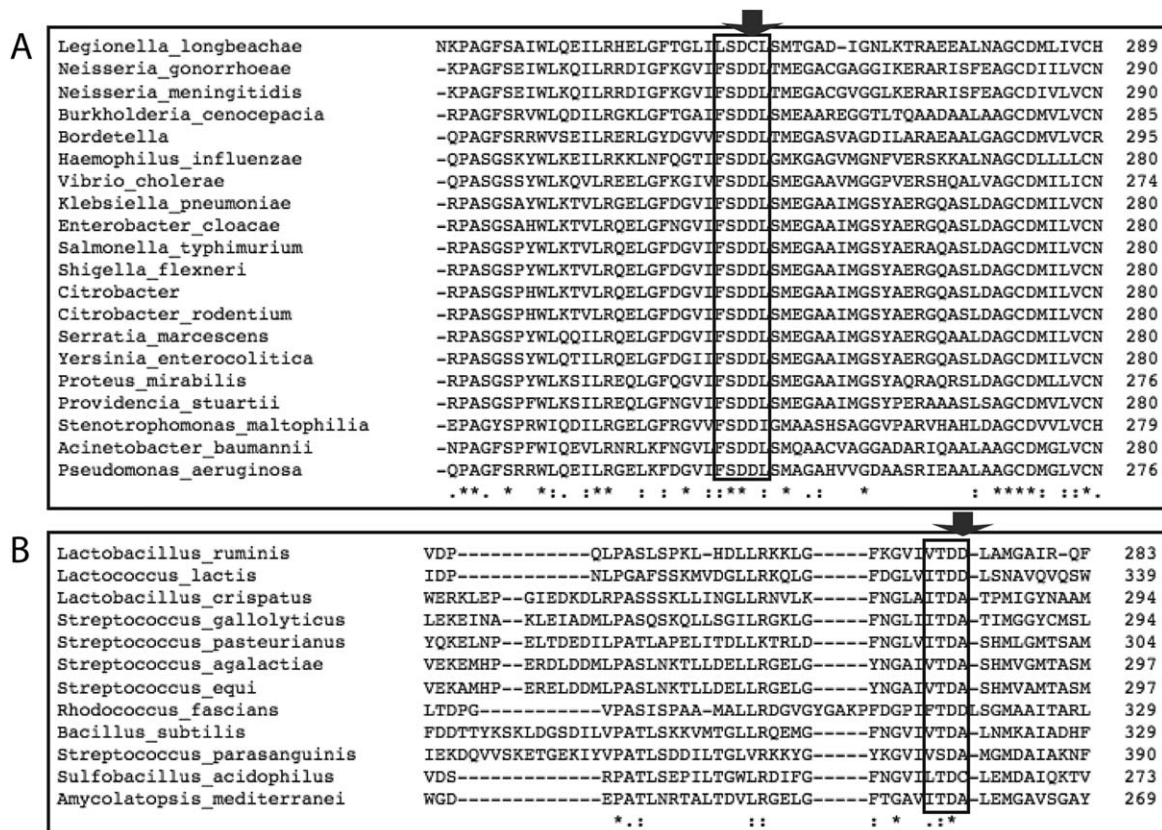 A
Legionella_longbeachae NKPAGFSAIWLQEILRHELGFTGLILSDCLSMTGAD-IGNLKTRAEEALNAGCDMLIVCH 289
Neisseria_gonorrhoeae -KPAGFSEIWLKQILRRDIGFKGVIFSDDLTMEGACGAGGIKERARISFEAGCDIILVCN 290
Neisseria_meningitidis -KPAGFSEIWLKQILRRDIGFKGVIFSDDLTMEGACGVGGLKERARISFEAGCDIVLVCN 290
Burkholderia_cenocepacia -RPAGFSRVWLQDILRGKLGFTGAIFSDDLSMEAAREGGTLTQAADAALAAGCDMVLVCN 285
Bordetella -QPAGFSRRWVSEILRERLGYDGVVFSDDLSMEGASVAGDILARAEAALGAGCDMVLVCR 295
Haemophilus_influenzae -QPASGSKYWLKEILRKKLNFQGTIFSDDLGMKGAGVMGNFVERSKKALNAGCDLLLLCN 280
Vibrio_cholerae -QPASGSSYWLKQVLREELGFKGIVFSDDLSMEGAAVMGGPVERSHQALVAGCDMILICN 274
Klebsiella_pneumoniae -RPASGSAYWLKTVLRGELGFDGVIFSDDLSMEGAAIMGSYAERGQASLDAGCDMILVCN 280
Enterobacter_cloacae -RPASGSAHWLKTVLRQELGFNGVIFSDDLSMEGAAIMGSYAERGQASLDAGCDMILVCN 280
Salmonella_typhimurium -RPASGSPYWLKTVLRQELGFDGVIFSDDLSMEGAAIMGSYAERAQASLDAGCDMILVCN 280
Shigella_flexneri -RPASGSPYWLKTVLRQELGFDGVIFSDDLSMEGAAIMGSYAERGQASLDAGCDMILVCN 280
Citrobacter -RPASGSPHWLKTVLRQELGFDGVIFSDDLSMEGAAIMGSYAERGQASLDAGCDMILVCN 280
Citrobacter_rodentium -RPASGSPHWLKTVLRQELGFDGVIFSDDLSMEGAAIMGSYAERGQASLDAGCDMILVCN 280
Serratia_marcescens -RPASGSPYWLQQILRQELGFDGVIFSDDLSMEGAAIMGSYAERGQAALDAGCDMILVCN 280
Yersinia_enterocolitica -RPASGSSYWLQTILRQELGFDGIIFSDDLSMEGAAIMGSYAERGQASLDAGCDMILVCN 280
Proteus_mirabilis -RPASGSPYWLKSILREQLGFQGVIFSDDLSMEGAAIMGSYAQRAQRSLDAGCDMLLVCN 276
Providencia_stuartii -RPASGSPFWLKSILREQLGFNGVIFSDDLSMEGAAIMGSYPERAAASLSAGCDMVLVCN 280
Stenotrophomonas_maltophilia -EPAGYSPRWIQDILRGELGFRGVVFSDDIGMAASHSAGGVPARVHAHLDAGCDVVLVCH 279
Acinetobacter_baumannii -NPAGFSPFWIQEVLRNRLKFNGVLFSDDLSMQAACVAGGADARIQAALAAGCDMGLVCN 280
Pseudomonas_aeruginosa -QPAGFSRRWLQEILRGELKFDGVIFSDDLSMAGAHVVGDAASRIEAALAAGCDMGLVCN 276
.**. * *:. :** : : * ::** : * .: * : **** : ::*.
B
Lactobacillus_ruminis VDP------------QLPASLSPKL-HDLLRKKLG-----FKGVIVTDD-LAMGAIR-QF 283
Lactococcus_lactis IDP------------NLPGAFSSKMVDGLLRKQLG-----FDGLVITDD-LSNAVQVQSW 339
Lactobacillus_crispatus WERKLEP--GIEDKDLRPASSSKLLINGLLRNVLK-----FNGLAITDA-TPMIGYNAAM 294
Streptococcus_gallolyticus LEKEINA--KLEIADMLPASQSKQLLSGILRGKLG-----FNGLIITDA-TIMGGYCMSL 294
Streptococcus_pasteurianus YQKELNP--ELTDEDILPATLAPELITDLLKTRLD-----FNGLVITDA-SHMLGMTSAM 304
Streptococcus_agalactiae VEKEMHP--ERDLDDMLPASLNKTLLDELLRGELG-----YNGAIVTDA-SHMVGMTASM 297
Streptococcus_equi VEKAMHP--ERELDDMLPASLNKTLLDELLRGELG-----YNGAIVTDA-SHMVAMTASM 297
Rhodococcus_fascians LTDPG----------VPASISPAA-MALLRDGVGYGAKPFDGPIFTDDLSGMAAITARL 329
Bacillus_subtilis FDDTTYKSKLDGSDILVPATLSKKVMTGLLRQEMG-----FNGVIVTDA-LNMKAIADHF 329
Streptococcus_parasanguinis IEKDQVVSKETGEKIYVPATLSDDILTGLVRKKYG-----YKGVIVSDA-MGMDAIAKNF 390
Sulfobacillus_acidophilus VDS------------RPATLSEPILTGWLRDIFG-----FNGVILTDC-LEMDAIQKTV 273
Amycolatopsis_mediterranei WGD------------EPATLNRTALTDVLRGELG-----FTGAVITDA-LEMGAVSGAY 269
*.: :: : * .:*